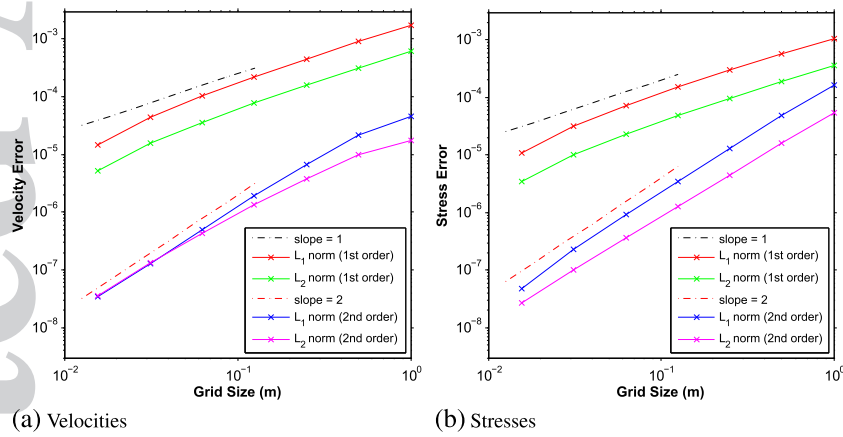 10⁻³
10⁻⁴
10⁻⁵
10⁻⁶
10⁻⁷
10⁻⁸
Velocity Error
slope = 1
L₁ norm (1st order)
L₂ norm (1st order)
slope = 2
L₁ norm (2nd order)
L₂ norm (2nd order)
10⁻² 10⁻¹ 10⁰
Grid Size (m)
(a) Velocities
10⁻³
10⁻⁴
10⁻⁵
10⁻⁶
10⁻⁷
10⁻⁸
Stress Error
slope = 1
L₁ norm (1st order)
L₂ norm (1st order)
slope = 2
L₁ norm (2nd order)
L₂ norm (2nd order)
10⁻² 10⁻¹ 10⁰
Grid Size (m)
(b) Stresses